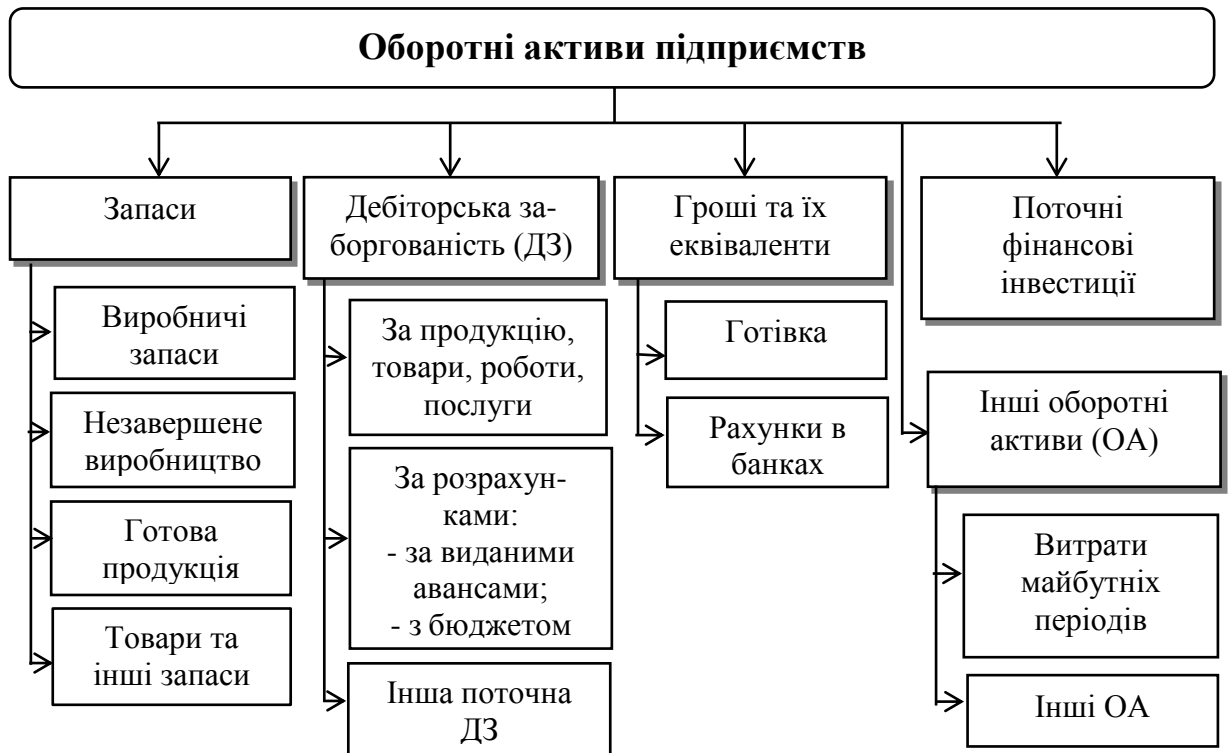 Оборотні активи підприємств
Запаси
Виробничі
запаси
Незавершене
виробництво
Готова
продукція
Товари та
інші запаси
Дебіторська за-
боргованість (ДЗ)
За продукцію,
товари, роботи,
послуги
За розрахун-
ками:
- за виданими
авансами;
- з бюджетом
Інша поточна
ДЗ
Гроші та їх
еквіваленти
Готівка
Рахунки в
банках
Поточні
фінансові
інвестиції
Інші оборотні
активи (ОА)
Витрати
майбутніх
періодів
Інші ОА